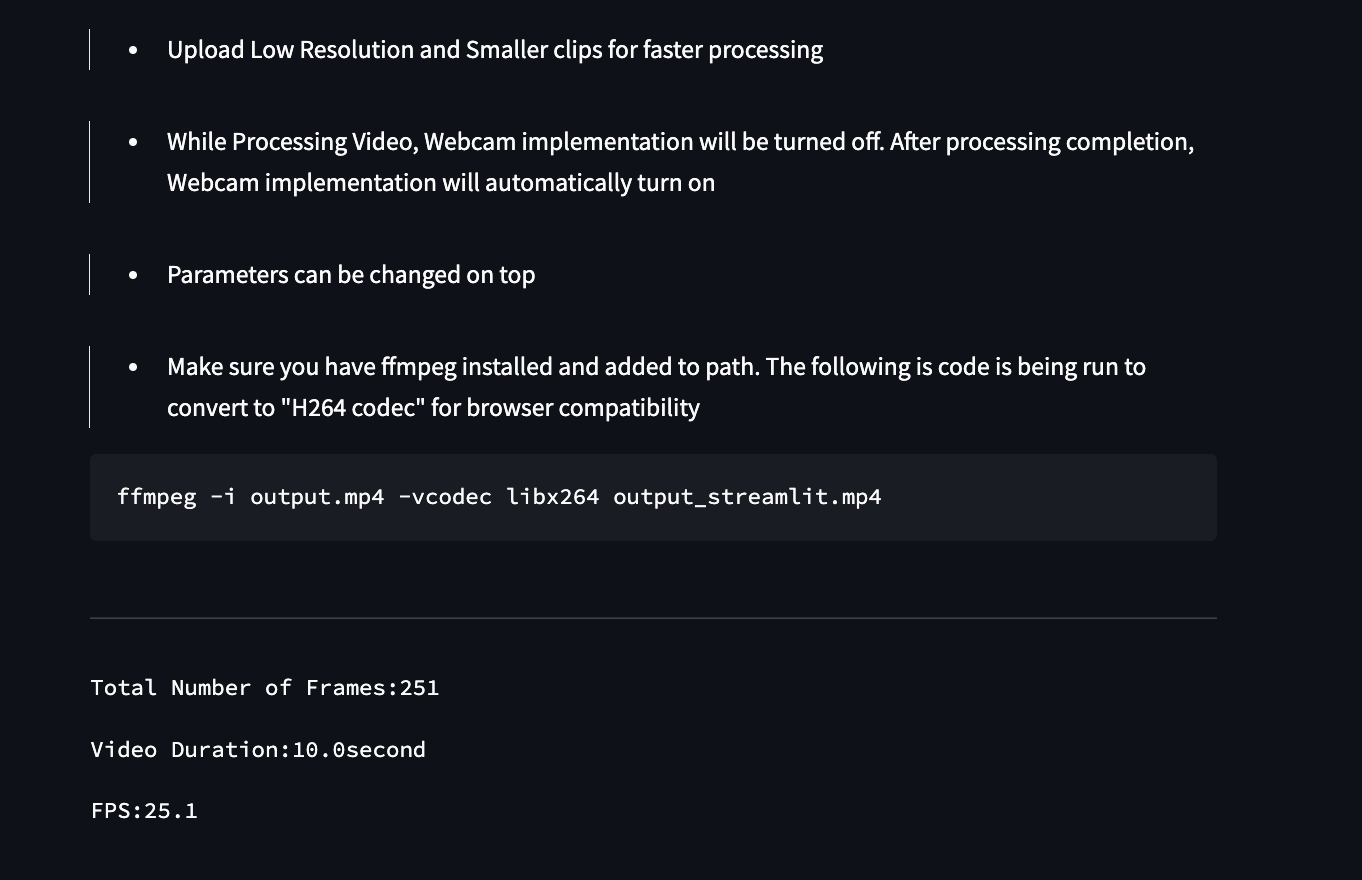 • Upload Low Resolution and Smaller clips for faster processing
• While Processing Video, Webcam implementation will be turned off. After processing completion,
Webcam implementation will automatically turn on
• Parameters can be changed on top
• Make sure you have ffmpeg installed and added to path. The following is code is being run to
convert to "H264 codec" for browser compatibility
ffmpeg -i output.mp4 -vcodec libx264 output_streamlit.mp4
Total Number of Frames:251
Video Duration:10.0second
FPS:25.1